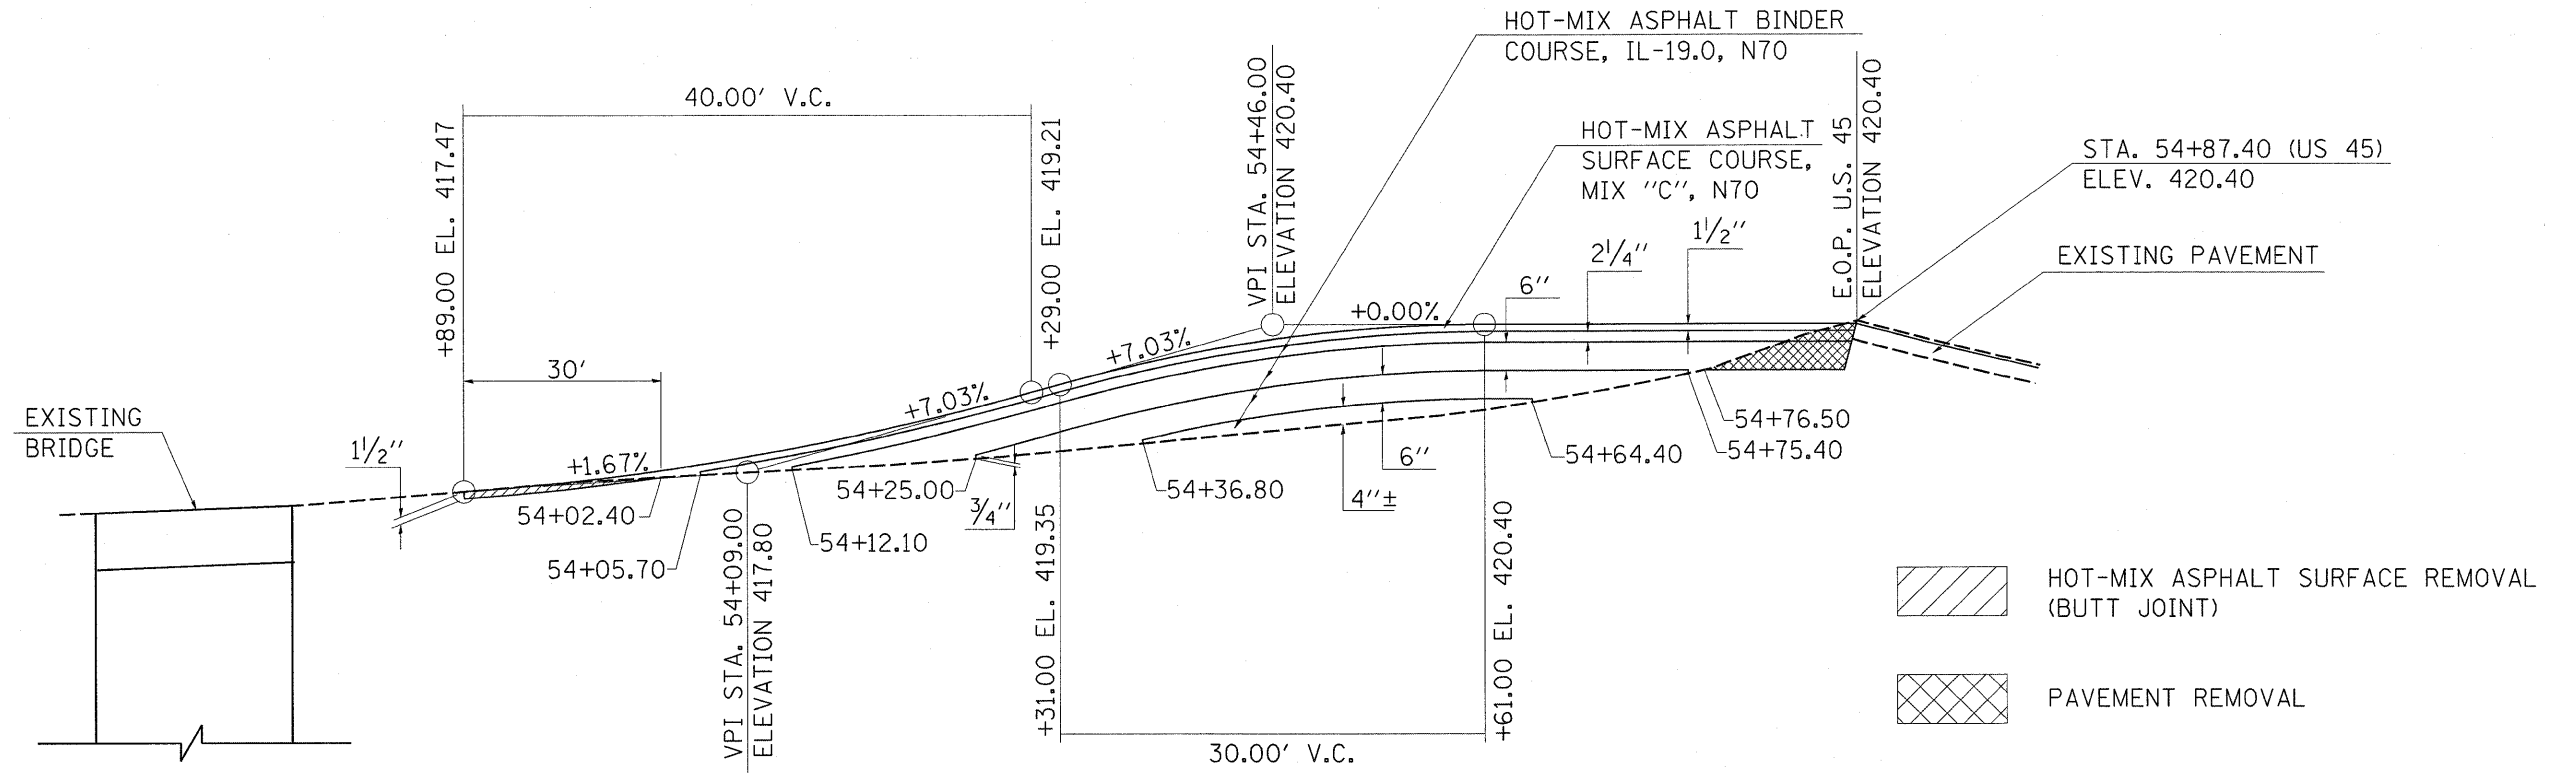 HOT-MIX ASPHALT BINDER
COURSE, IL-19.0, N70
40.00' V.C.
+89.00 EL. 417.47
+29.00 EL. 419.21
VPI STA. 54+46.00
ELEVATION 420.40
HOT-MIX ASPHALT
SURFACE COURSE,
MIX "C", N70
E.O.P. U.S. 45
ELEVATION 420.40
STA. 54+87.40 (US 45)
ELEV. 420.40
EXISTING PAVEMENT
1 1/2"
2 1/4"
6"
+0.00%
+7.03%
30'
+7.03%
EXISTING
BRIDGE
1 1/2"
+1.67%
54+76.50
54+75.40
54+64.40
6"
4"±
54+36.80
54+25.00
3/4"
54+02.40
54+12.10
54+05.70
VPI STA. 54+09.00
ELEVATION 417.80
+31.00 EL. 419.35
+61.00 EL. 420.40
30.00' V.C.
HOT-MIX ASPHALT SURFACE REMOVAL
(BUTT JOINT)
PAVEMENT REMOVAL